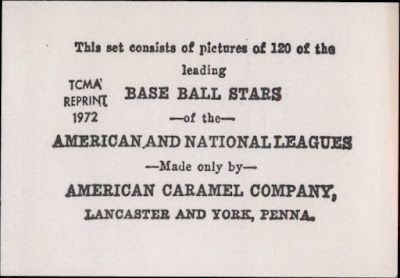 This set consists of pictures of 120 of the
leading
TCMA
REPRINT,
1972
BASE BALL STARS
—of the—
AMERICAN, AND NATIONAL LEAGUES
—Made only by—
AMERICAN CARAMEL COMPANY,
LANCASTER AND YORK, PENNA.